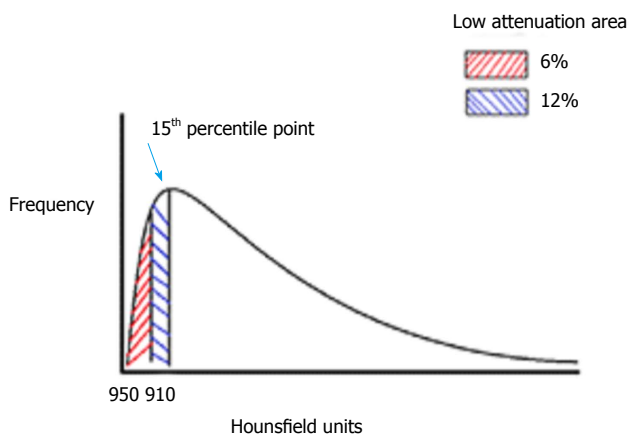 Low attenuation area
6%
12%
15th percentile point
Frequency
950 910
Hounsfield units